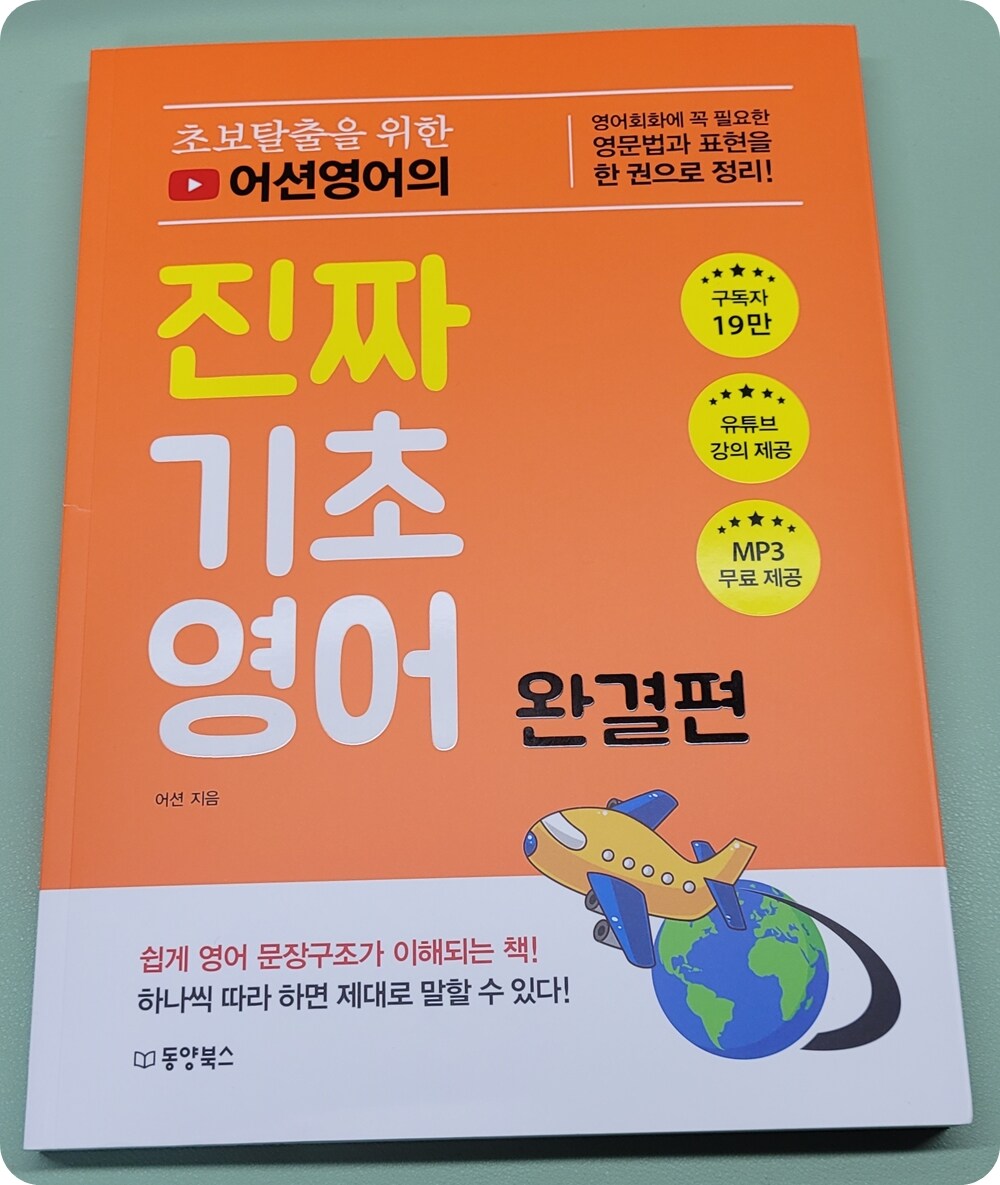 초보탈출을 위한
어션영어의
영어회화에 꼭 필요한
영문법과 표현을
한 권으로 정리!
진짜
기초
영어
완결편
구독자
19만
유튜브
강의 제공
MP3
무료 제공
어션 지음
쉽게 영어 문장구조가 이해되는 책!
하나씩 따라 하면 제대로 말할 수 있다!
동양북스